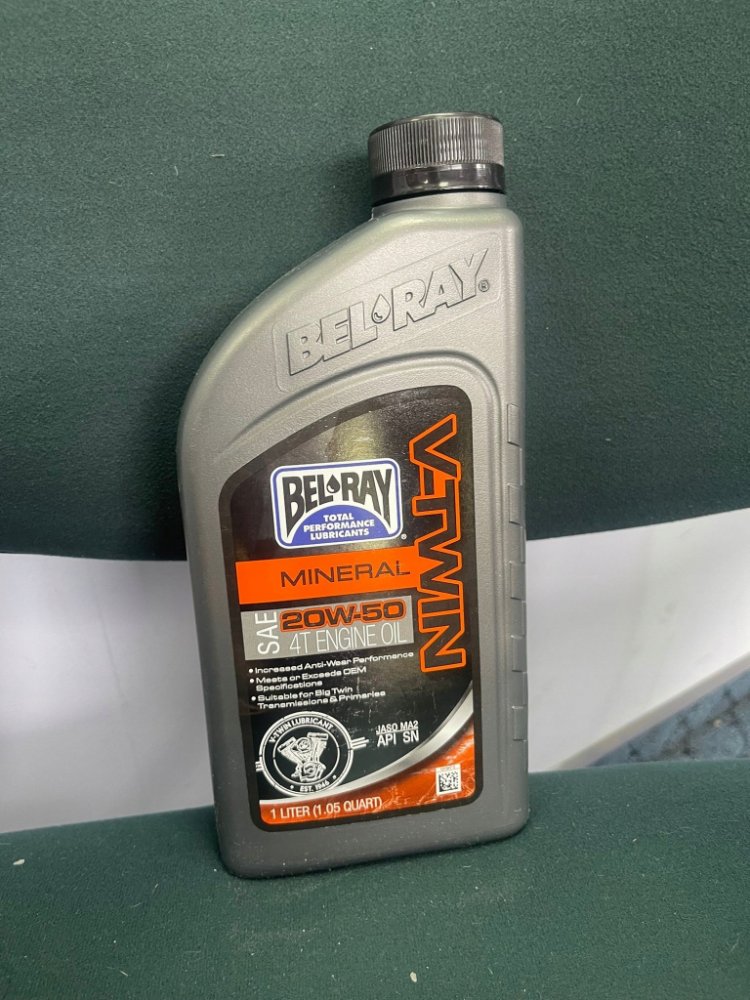 BEL RAY®
BEL RAY®
TOTAL
PERFORMANCE
LUBRICANTS
V-TWIN
MINERAL
SAE
20W-50
4T ENGINE OIL
• Increased Anti-Wear Performance
• Meets or Exceeds OEM
Specifications
• Suitable for Big Twin
Transmissions & Primaries
V-TWIN LUBRICANT
• EST. 1946 •
JASO MA2
API SN
1 LITER (1.05 QUART)